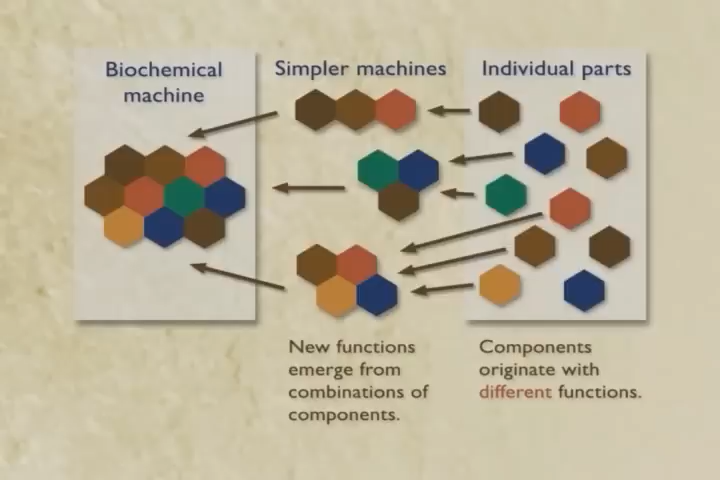 Biochemical
machine
Simpler machines
Individual parts
New functions
emerge from
combinations of
components.
Components
originate with
different functions.